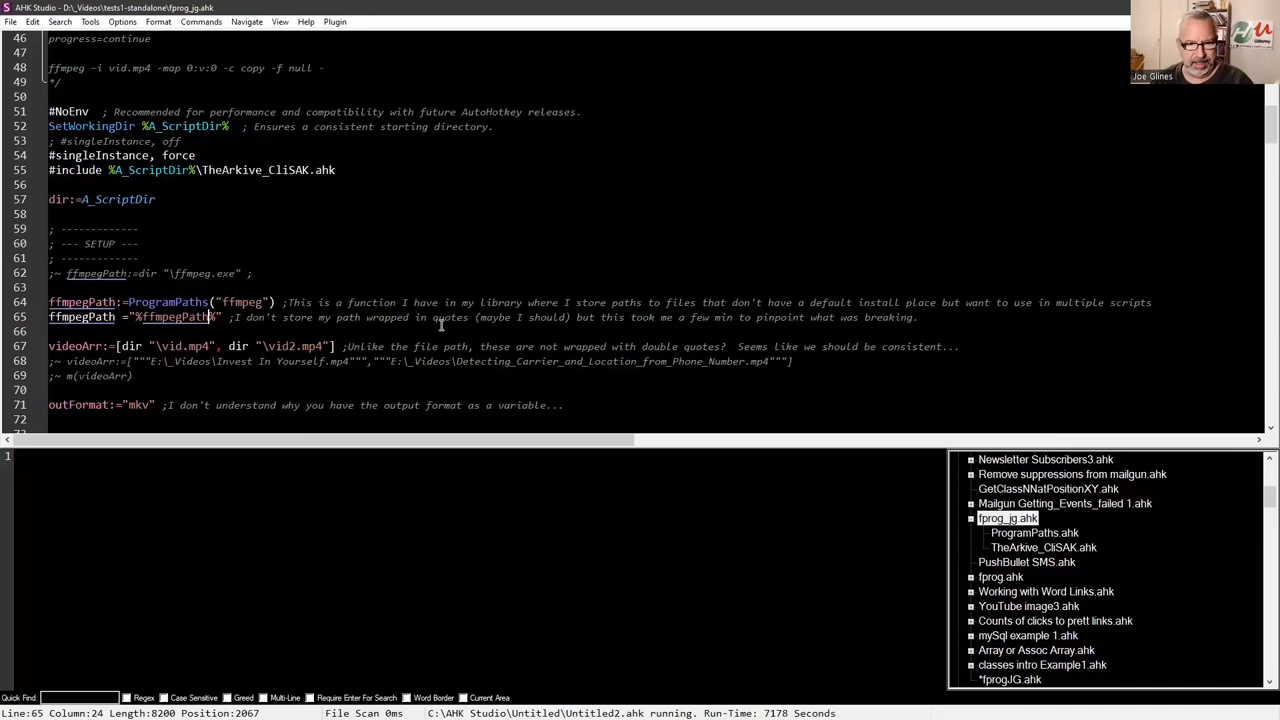 AHK Studio - D:\_Videos\tests1-standalone\fprog_jg.ahk
File Edit Search Tools Options Commands Navigate View Help Plugin
Joe Glines
Udemy
46 progress=continue
47
48 ffmpeg -i vid.mp4 -map 0:v:0 -c copy -f null -
49 */
50
51 #NoEnv ; Recommended for performance and compatibility with future AutoHotkey releases.
52 SetWorkingDir %A_ScriptDir% ; Ensures a consistent starting directory.
53 ; #singleInstance, off
54 #singleInstance, force
55 #include %A_ScriptDir%\TheArkive_CliSAK.ahk
56
57 dir:=A_ScriptDir
58
59 ; -------------
60 ; --- SETUP ---
61 ; -------------
62 ;~ ffmpegPath:=dir "\ffmpeg.exe" ;
63
64 ffmpegPath:=ProgramPaths("ffmpeg") ;This is a function I have in my library where I store paths to files that don't have a default install place but want to use in multiple scripts
65 ffmpegPath ="%ffmpegPath%" ;I don't store my path wrapped in quotes (maybe I should) but this took me a few min to pinpoint what was breaking.
66
67 videoArr:=[dir "\vid.mp4", dir "\vid2.mp4"] ;Unlike the file path, these are not wrapped with double quotes? Seems like we should be consistent...
68 ;~ videoArr:=["""E:\_Videos\Invest In Yourself.mp4""","""E:\_Videos\Detecting_Carrier_and_Location_from_Phone_Number.mp4"""]
69 ;~ m(videoArr)
70
71 outFormat:="mkv" ;I don't understand why you have the output format as a variable...
72
1
Newsletter Subscribers3.ahk
Remove suppressions from mailgun.ahk
GetClassNNatPositionXY.ahk
Mailgun Getting_Events_failed 1.ahk
fprog_jg.ahk
ProgramPaths.ahk
TheArkive_CliSAK.ahk
PushBullet SMS.ahk
fprog.ahk
Working with Word Links.ahk
YouTube image3.ahk
Counts of clicks to prett links.ahk
mySql example 1.ahk
Array or Assoc Array.ahk
classes intro Example1.ahk
*fprogJG.ahk
Quick Find: Regex Case Sensitive Greed Multi-Line Require Enter For Search Word Border Current Area
Line:65 Column:24 Length:8200 Position:2067 File Scan 0ms C:\AHK Studio\Untitled\Untitled2.ahk running. Run-Time: 7178 Seconds